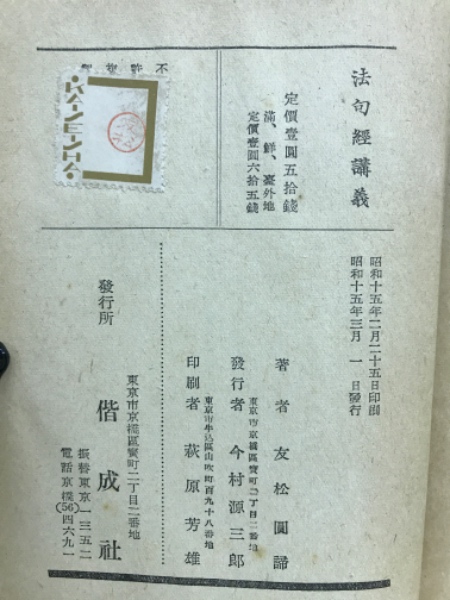 法句經講義
定價壹圓五拾錢
滿、鮮、臺外地
定價壹圓六拾五錢
不許複製
KAISEISHA
昭和十五年二月二十五日印刷
昭和十五年三月一日發行
著者 友松圓諦
東京市京橋區寳町二丁目二番地
發行者 今村源三郎
東京市牛込區山吹町百九十八番地
印刷者 萩原芳雄
發行所
東京市京橋區寳町二丁目二番地
偕成社
振替東京一三五二
電話京橋(56)四六九一